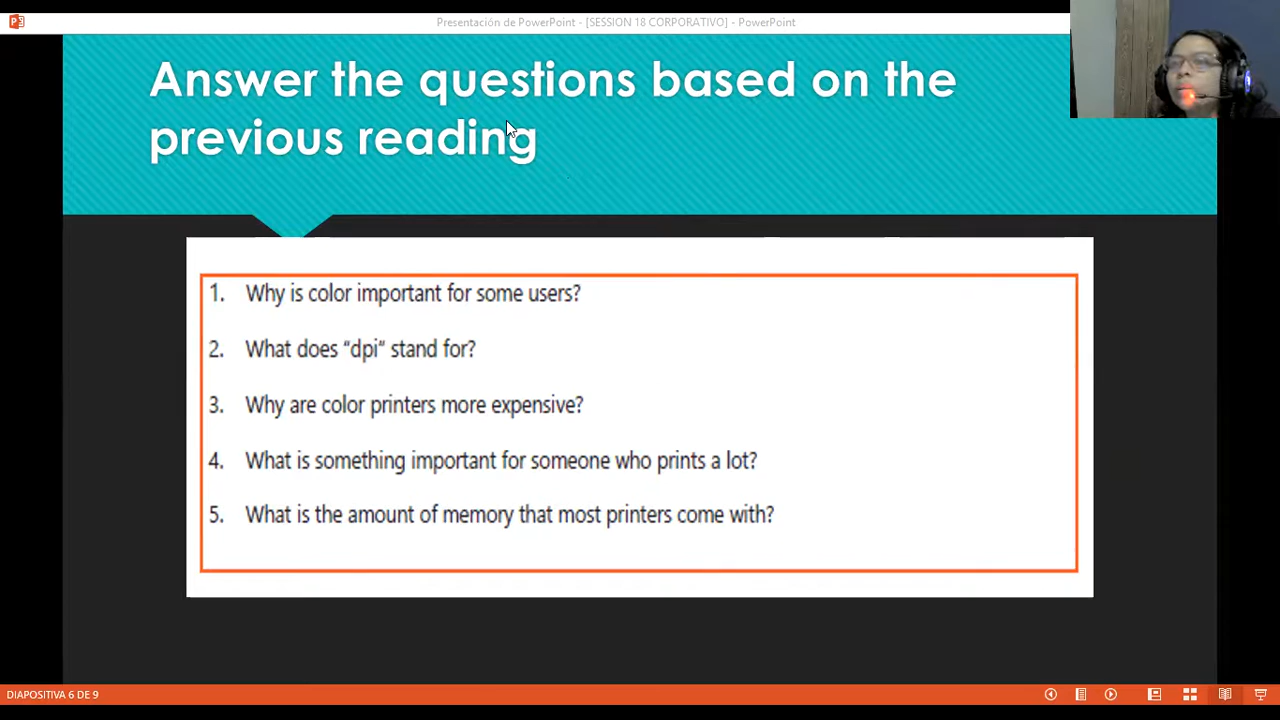 Presentación de PowerPoint - [SESSION 18 CORPORATIVO] - PowerPoint
Answer the questions based on the
previous reading
1. Why is color important for some users?
2. What does “dpi” stand for?
3. Why are color printers more expensive?
4. What is something important for someone who prints a lot?
5. What is the amount of memory that most printers come with?
DIAPOSITIVA 6 DE 9